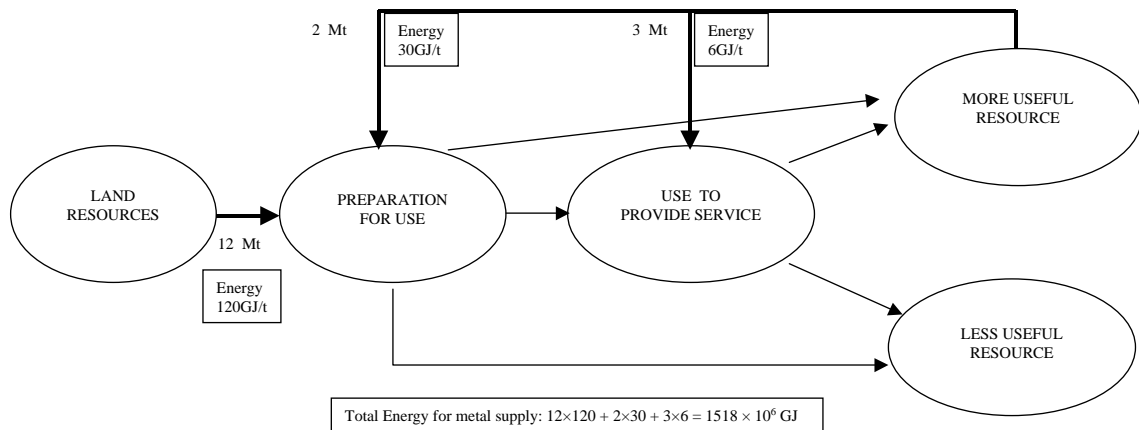 2 Mt
Energy
30GJ/t
3 Mt
Energy
6GJ/t
MORE USEFUL
RESOURCE
LAND
RESOURCES
PREPARATION
FOR USE
USE TO
PROVIDE SERVICE
12 Mt
Energy
120GJ/t
LESS USEFUL
RESOURCE
Total Energy for metal supply: 12×120 + 2×30 + 3×6 = 1518 × 10⁶ GJ